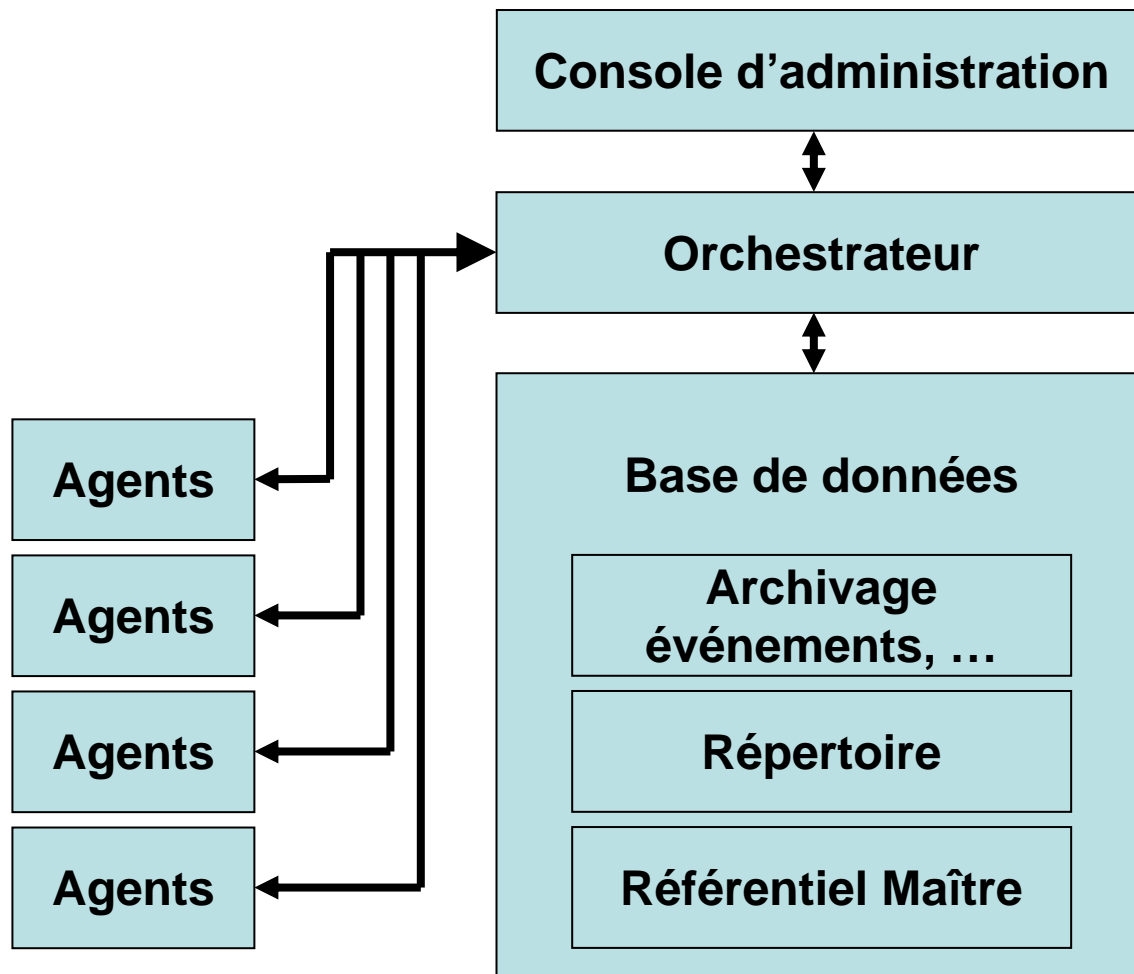 Console d’administration
Orchestrateur
Agents
Agents
Agents
Agents
Base de données
Archivage
événements, …
Répertoire
Référentiel Maître